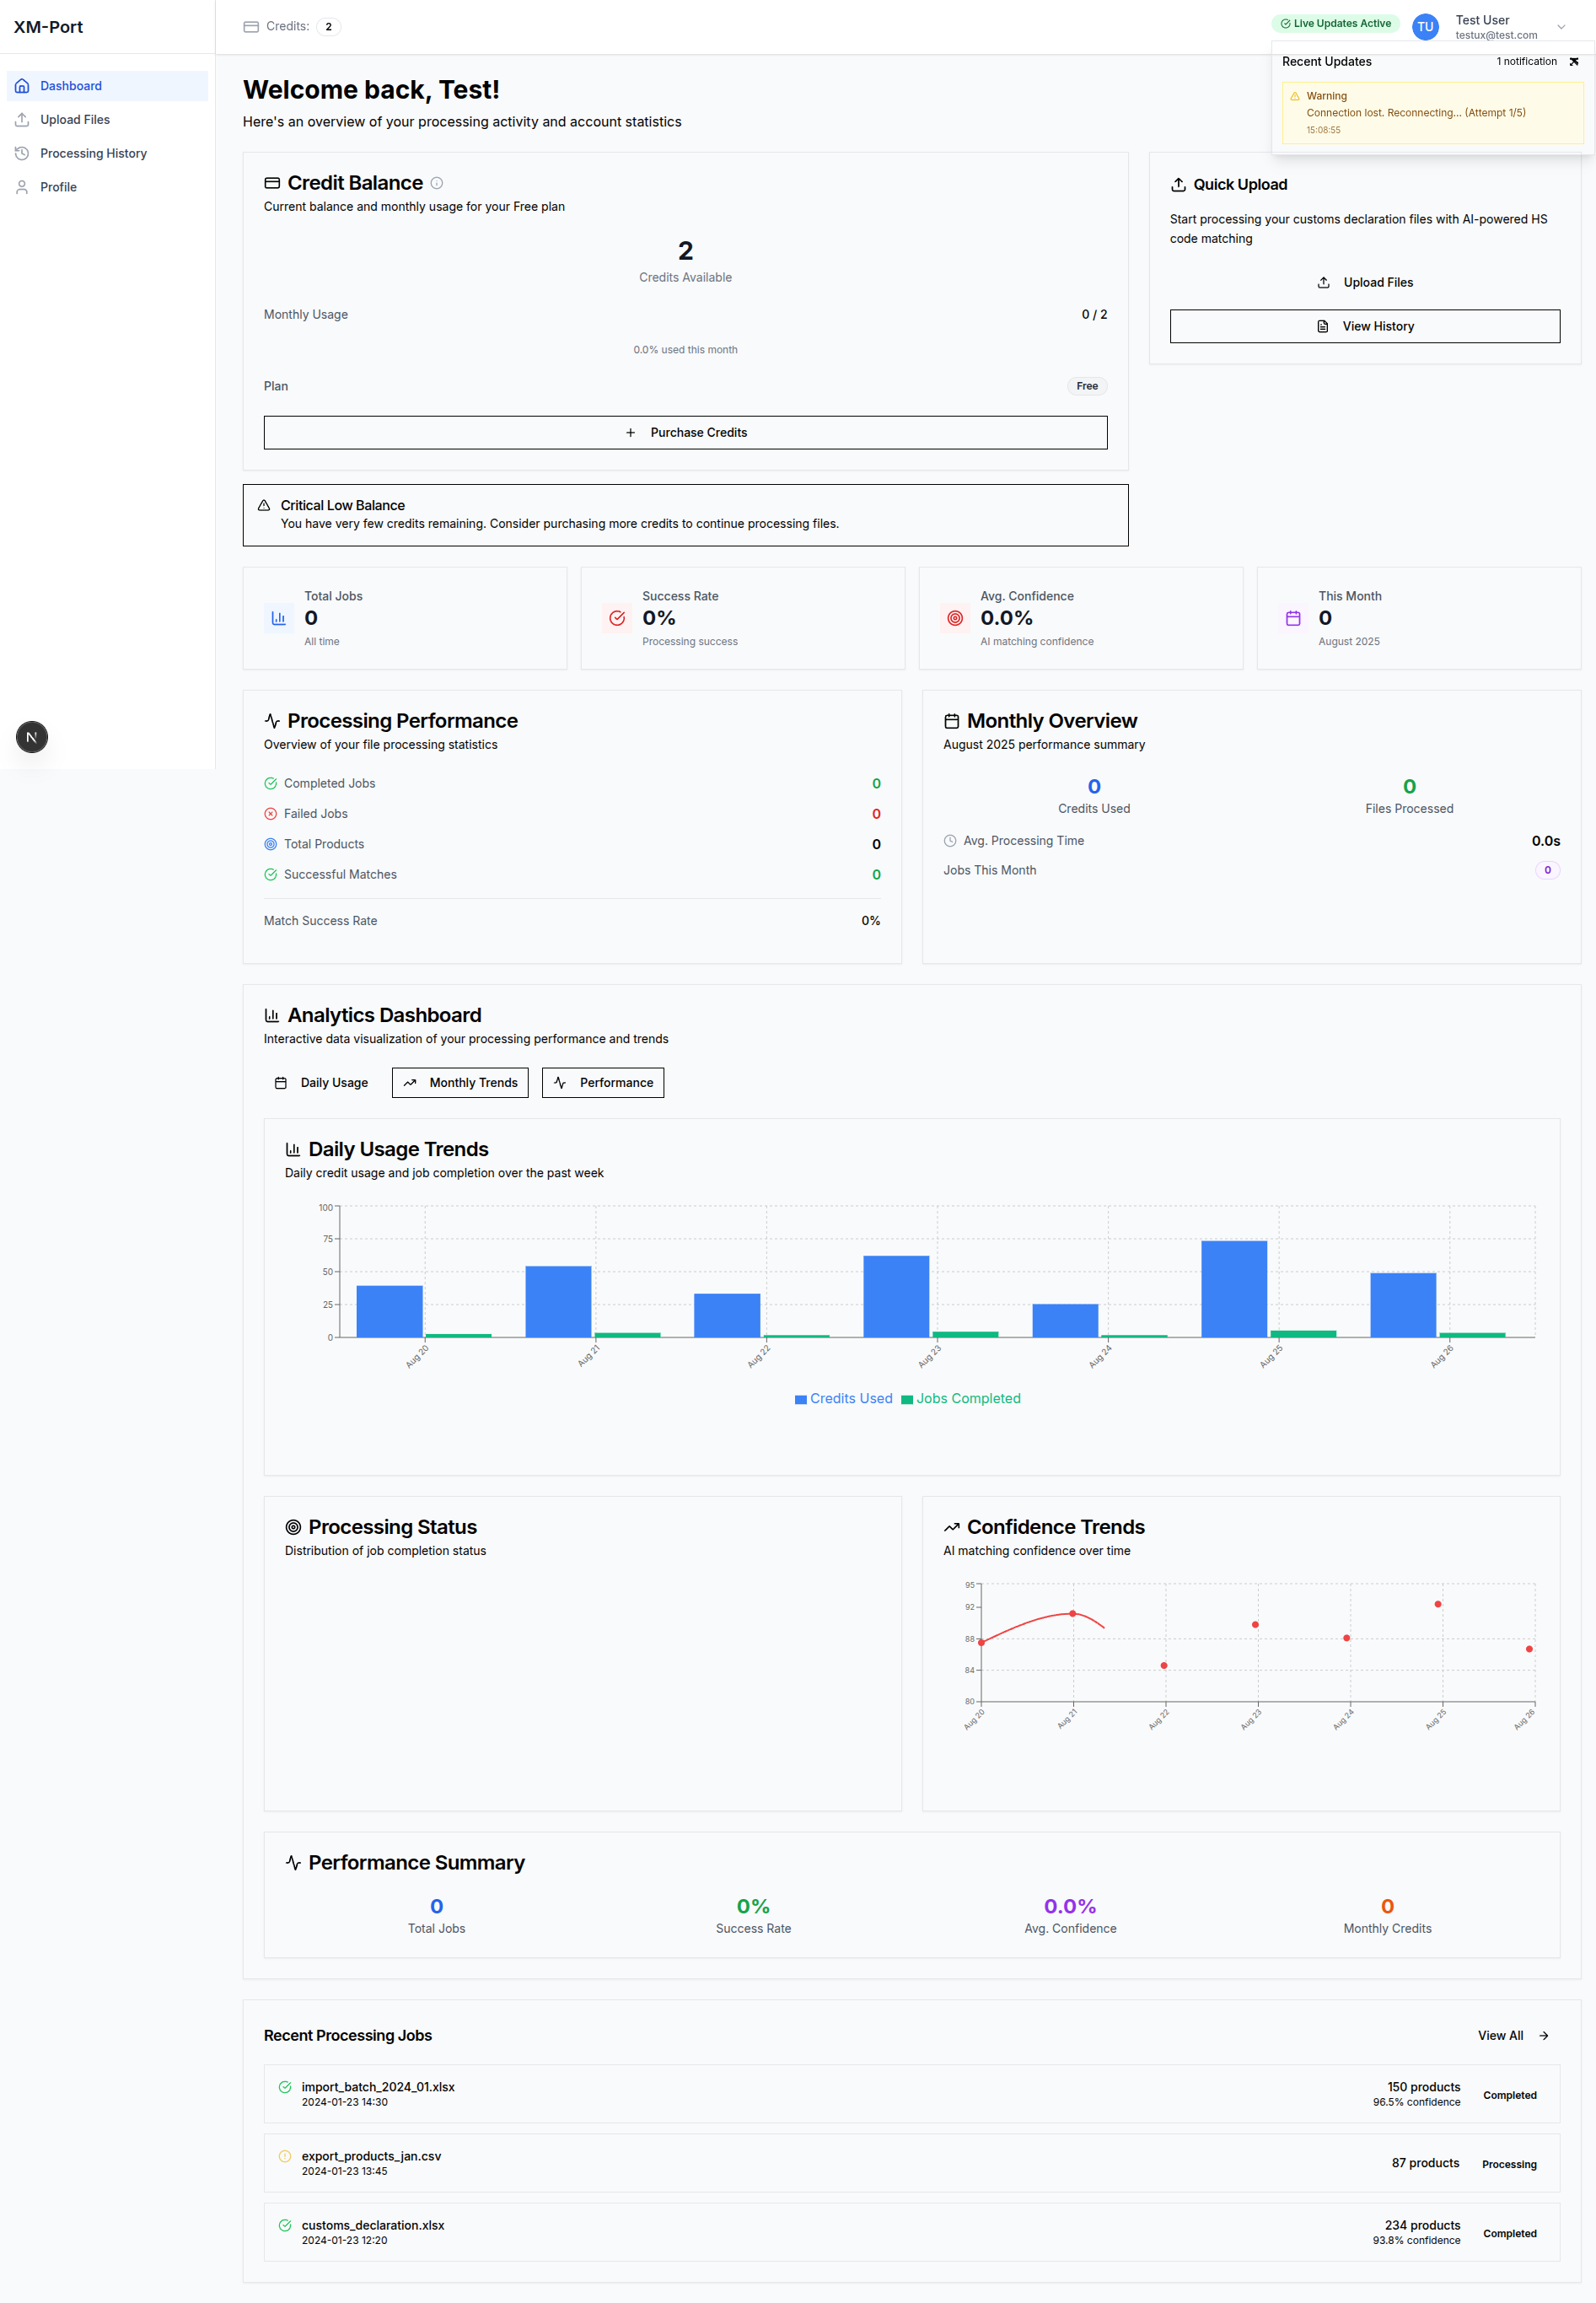 XM-Port
Dashboard
Upload Files
Processing History
Profile
N
Credits: 2
Live Updates Active
TU
Test User
testux@test.com
Recent Updates
1 notification
Warning
Connection lost. Reconnecting... (Attempt 1/5)
15:08:55
Welcome back, Test!
Here's an overview of your processing activity and account statistics
Credit Balance
Current balance and monthly usage for your Free plan
2
Credits Available
Monthly Usage 0 / 2
0.0% used this month
Plan Free
Purchase Credits
Quick Upload
Start processing your customs declaration files with AI-powered HS
code matching
Upload Files
View History
Critical Low Balance
You have very few credits remaining. Consider purchasing more credits to continue processing files.
Total Jobs
0
All time
Success Rate
0%
Processing success
Avg. Confidence
0.0%
AI matching confidence
This Month
0
August 2025
Processing Performance
Overview of your file processing statistics
Completed Jobs 0
Failed Jobs 0
Total Products 0
Successful Matches 0
Match Success Rate 0%
Monthly Overview
August 2025 performance summary
0
Credits Used
0
Files Processed
Avg. Processing Time 0.0s
Jobs This Month 0
Analytics Dashboard
Interactive data visualization of your processing performance and trends
Daily Usage
Monthly Trends
Performance
Daily Usage Trends
Daily credit usage and job completion over the past week
100
75
50
25
0
Aug 20
Aug 21
Aug 22
Aug 23
Aug 24
Aug 25
Aug 26
Credits Used
Jobs Completed
Processing Status
Distribution of job completion status
Confidence Trends
AI matching confidence over time
95
92
88
84
80
Aug 20
Aug 21
Aug 22
Aug 23
Aug 24
Aug 25
Aug 26
Performance Summary
0
Total Jobs
0%
Success Rate
0.0%
Avg. Confidence
0
Monthly Credits
Recent Processing Jobs
View All
import_batch_2024_01.xlsx
2024-01-23 14:30
150 products
96.5% confidence
Completed
export_products_jan.csv
2024-01-23 13:45
87 products
Processing
customs_declaration.xlsx
2024-01-23 12:20
234 products
93.8% confidence
Completed